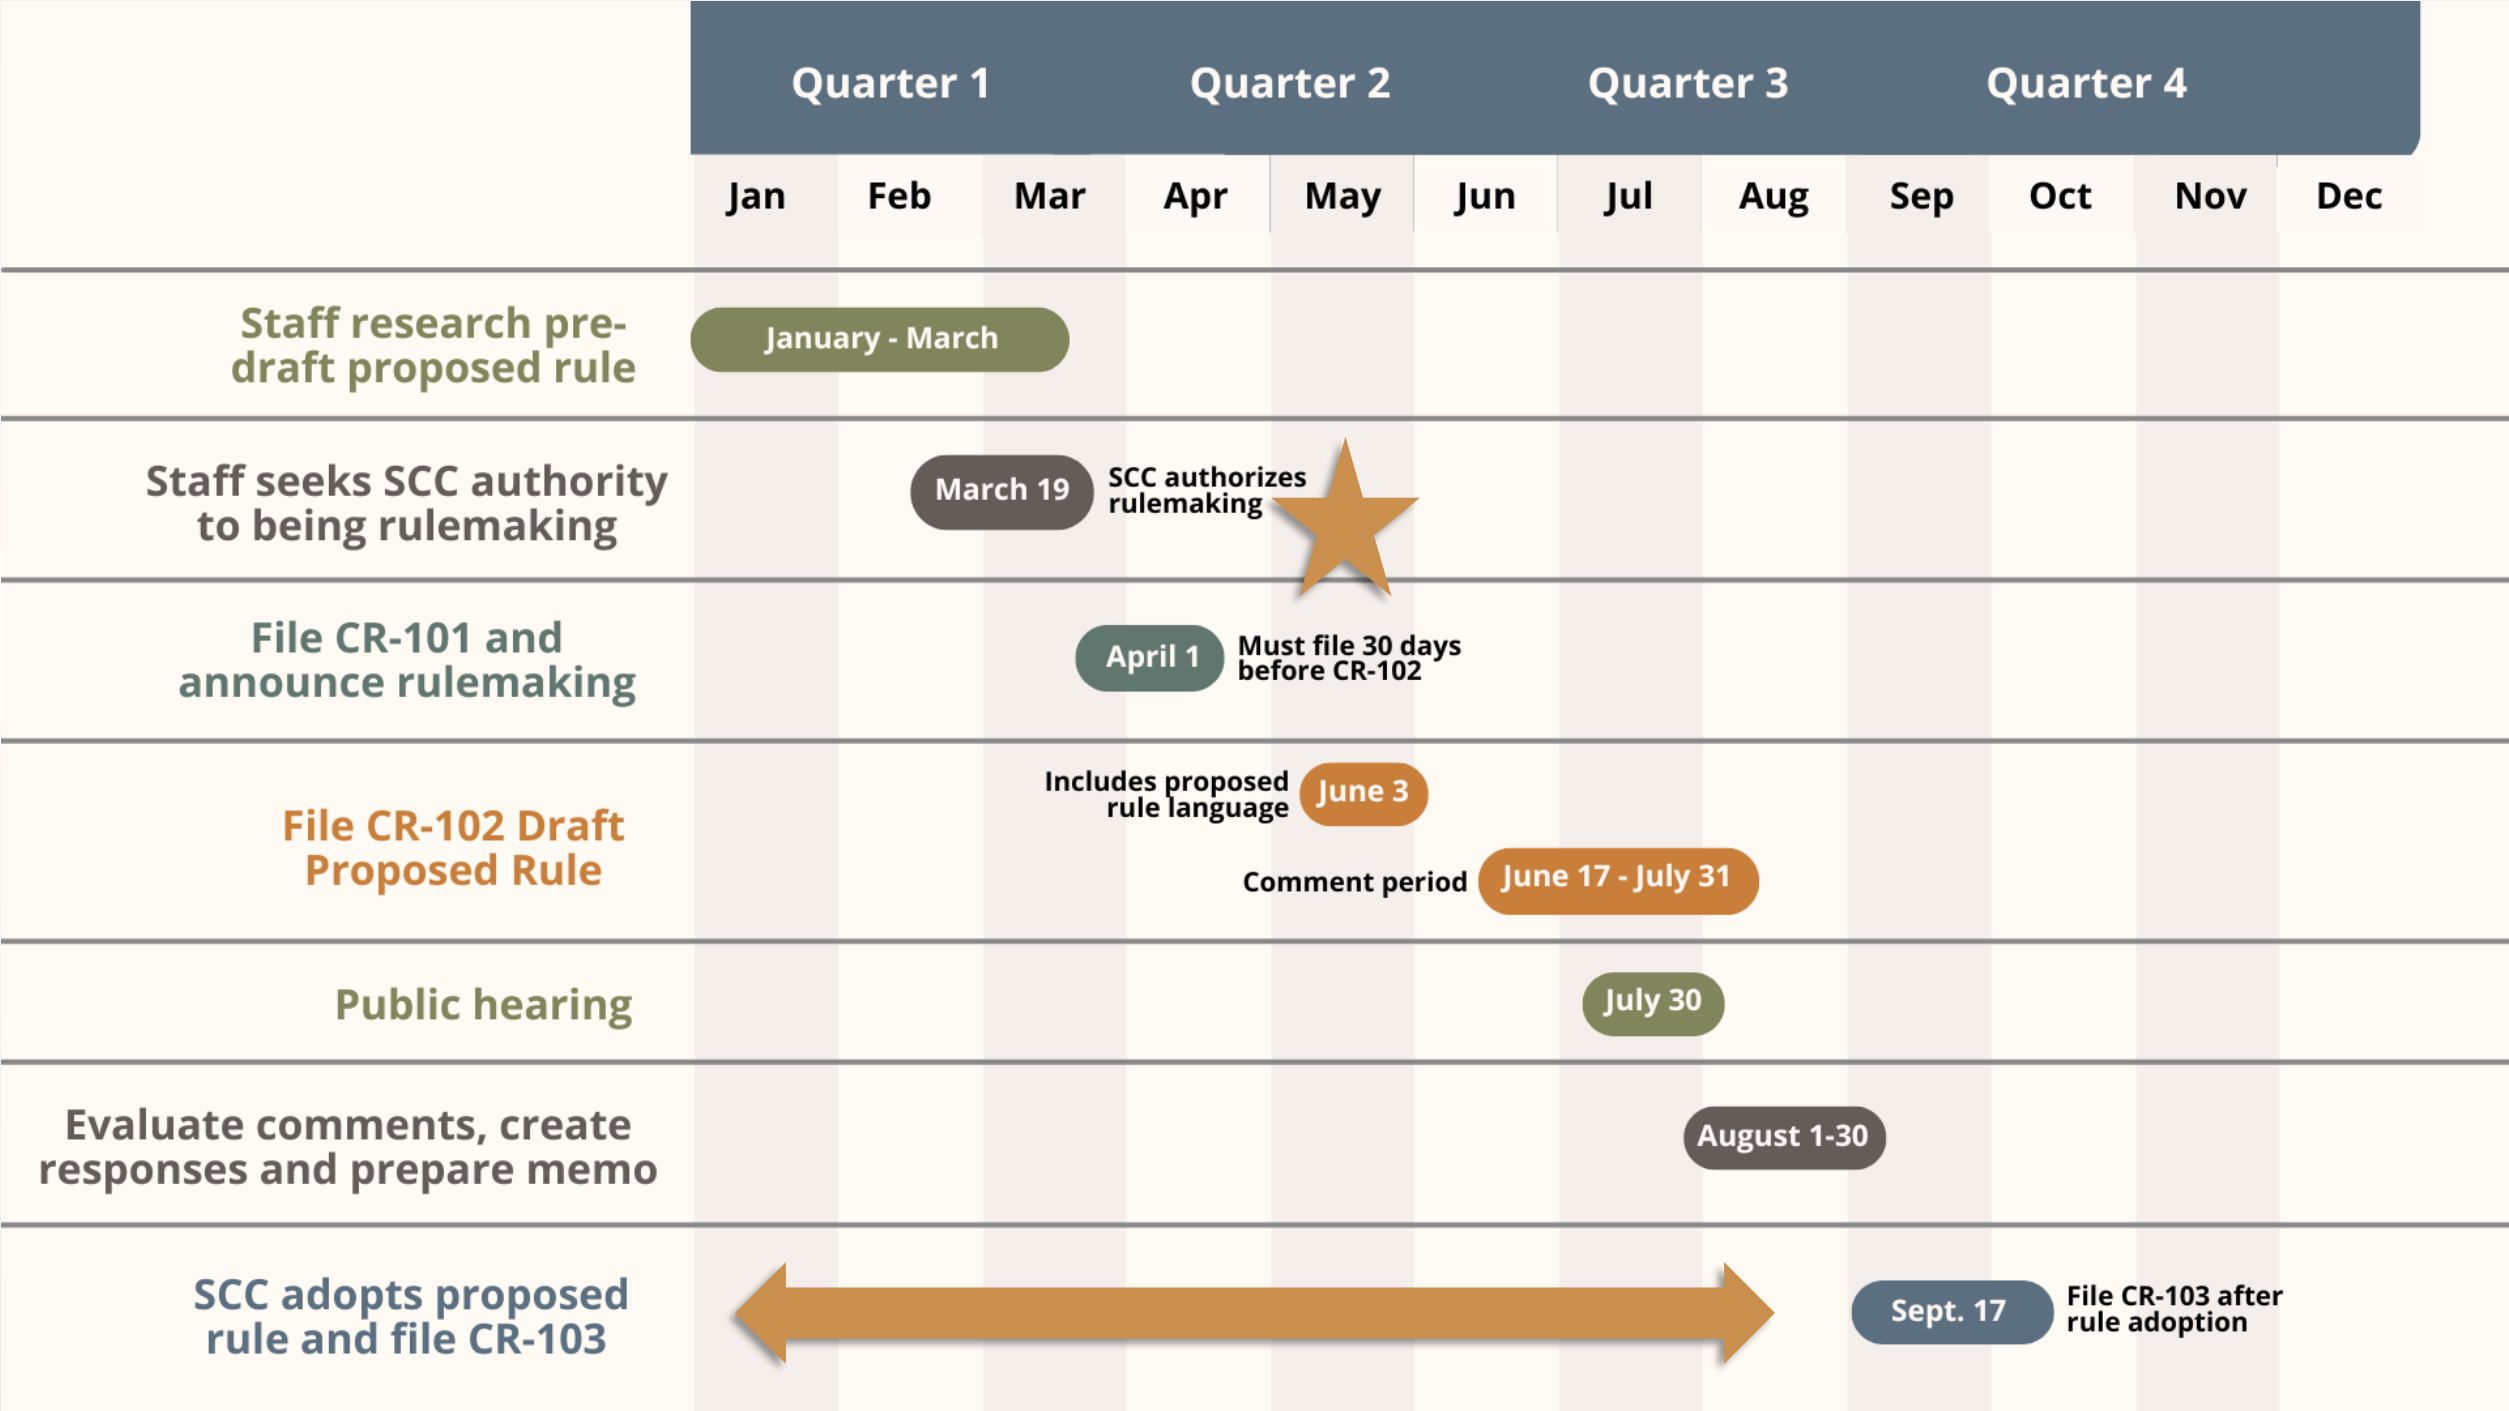 Quarter 1 Quarter 2 Quarter 3 Quarter 4
Jan Feb Mar Apr May Jun Jul Aug Sep Oct Nov Dec
Staff research pre-
draft proposed rule
January - March
Staff seeks SCC authority
to being rulemaking
March 19
SCC authorizes
rulemaking
File CR-101 and
announce rulemaking
April 1
Must file 30 days
before CR-102
File CR-102 Draft
Proposed Rule
Includes proposed
rule language
June 3
Comment period
June 17 - July 31
Public hearing
July 30
Evaluate comments, create
responses and prepare memo
August 1-30
SCC adopts proposed
rule and file CR-103
Sept. 17
File CR-103 after
rule adoption